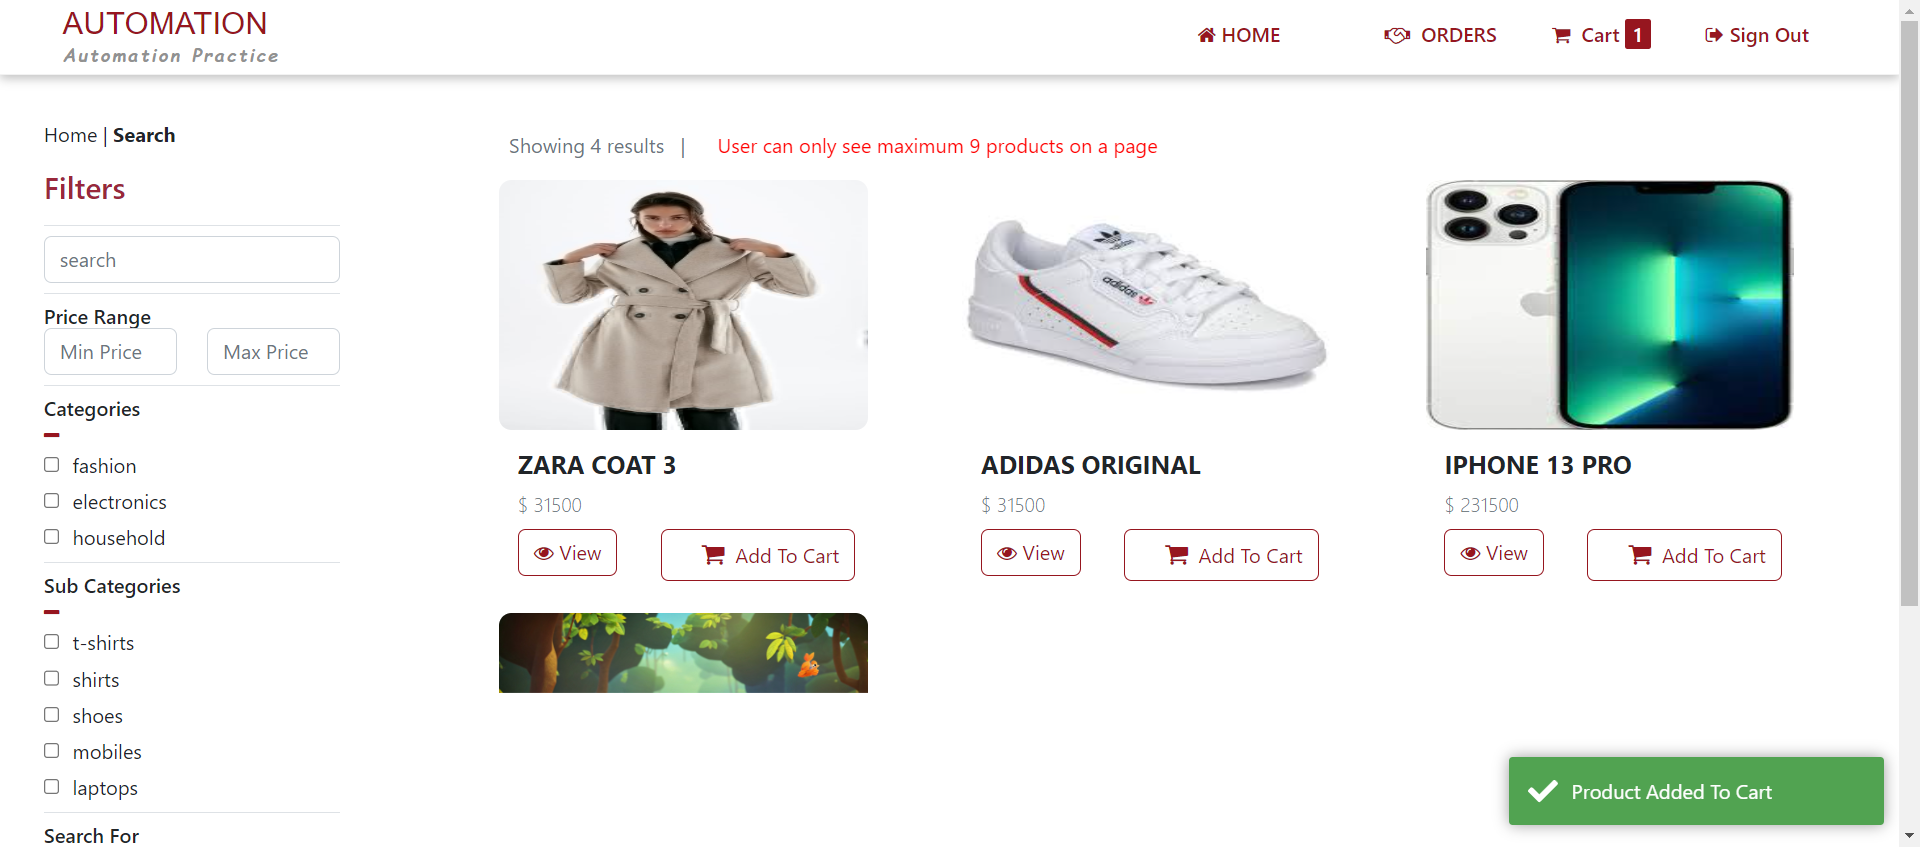 AUTOMATION
Automation Practice
HOME
ORDERS
Cart 1
Sign Out
Home | Search
Filters
search
Price Range
Min Price
Max Price
Categories
fashion
electronics
household
Sub Categories
t-shirts
shirts
shoes
mobiles
laptops
Search For
Showing 4 results |
User can only see maximum 9 products on a page
adidas
adidas
ZARA COAT 3
$ 31500
View
Add To Cart
ADIDAS ORIGINAL
$ 31500
View
Add To Cart
IPHONE 13 PRO
$ 231500
View
Add To Cart
Product Added To Cart